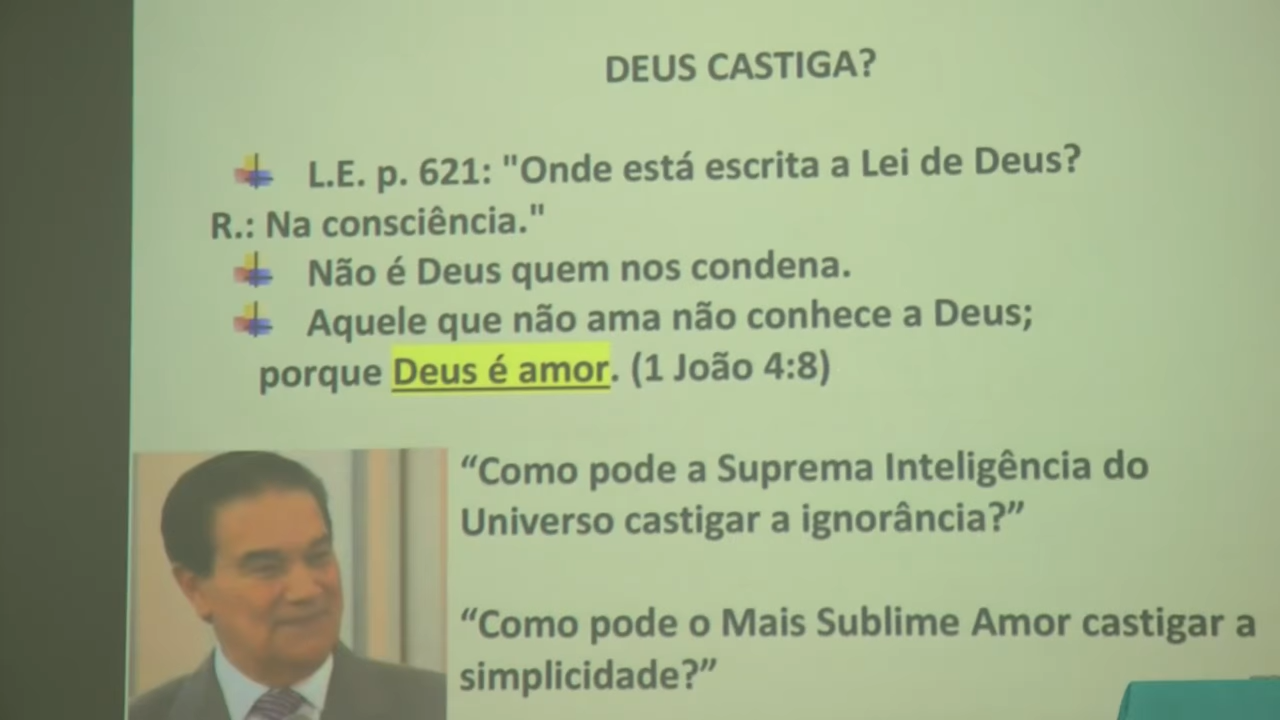 DEUS CASTIGA?
L.E. p. 621: "Onde está escrita a Lei de Deus?
R.: Na consciência."
Não é Deus quem nos condena.
Aquele que não ama não conhece a Deus;
porque Deus é amor. (1 João 4:8)
“Como pode a Suprema Inteligência do
Universo castigar a ignorância?”
“Como pode o Mais Sublime Amor castigar a
simplicidade?”